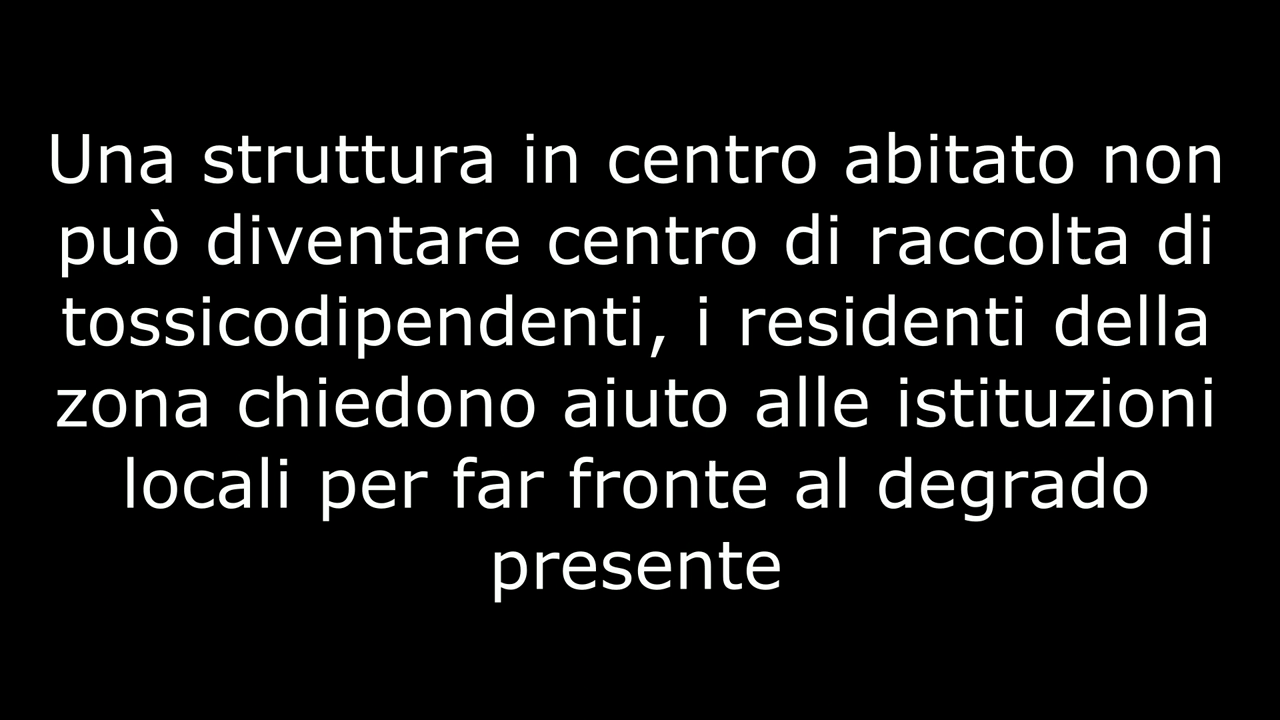 Una struttura in centro abitato non
può diventare centro di raccolta di
tossicodipendenti, i residenti della
zona chiedono aiuto alle istituzioni
locali per far fronte al degrado
presente